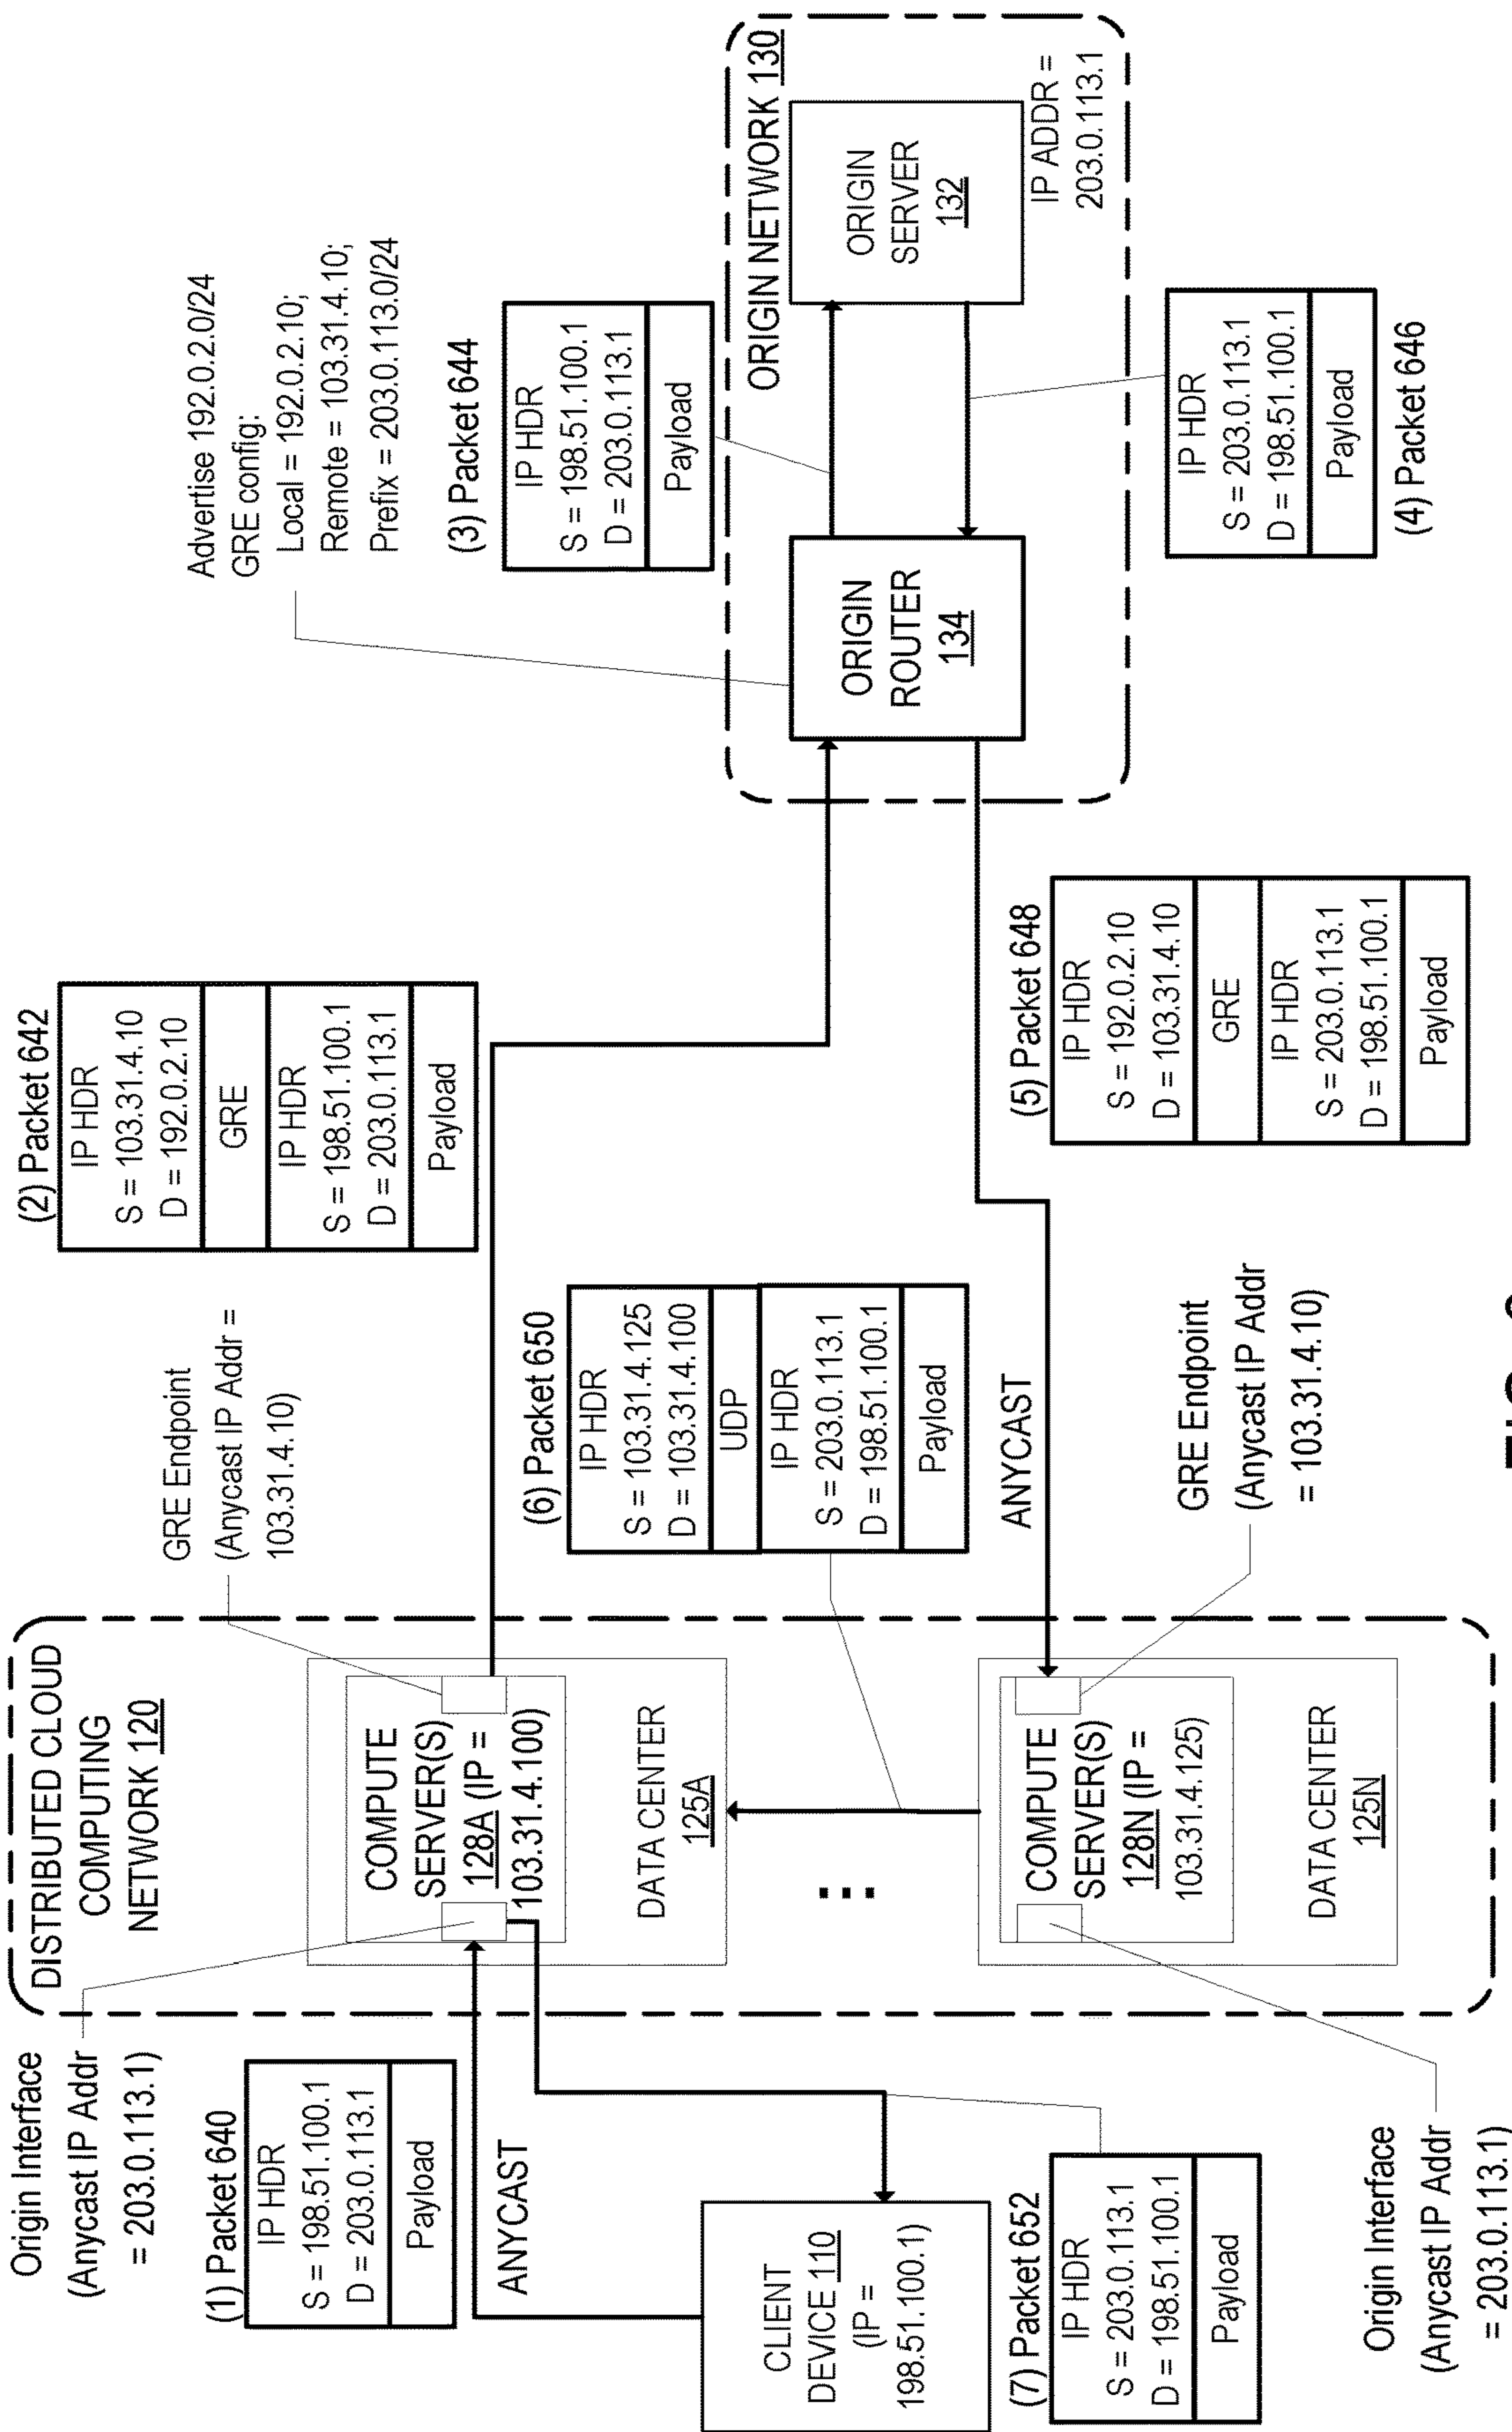 Origin Interface
(Anycast IP Addr
= 203.0.113.1)
(1) Packet 640
IP HDR
S = 198.51.100.1
D = 203.0.113.1
Payload
ANYCAST
CLIENT
DEVICE 110
(IP =
198.51.100.1)
(7) Packet 652
IP HDR
S = 203.0.113.1
D = 198.51.100.1
Payload
Origin Interface
(Anycast IP Addr
= 203.0.113.1)
DISTRIBUTED CLOUD
COMPUTING
NETWORK 120
COMPUTE
SERVER(S)
128A (IP =
103.31.4.100)
DATA CENTER
125A
...
COMPUTE
SERVER(S)
128N (IP =
103.31.4.125)
DATA CENTER
125N
GRE Endpoint
(Anycast IP Addr =
103.31.4.10)
(2) Packet 642
IP HDR
S = 103.31.4.10
D = 192.0.2.10
GRE
IP HDR
S = 198.51.100.1
D = 203.0.113.1
Payload
(6) Packet 650
IP HDR
S = 103.31.4.125
D = 103.31.4.100
UDP
IP HDR
S = 203.0.113.1
D = 198.51.100.1
Payload
ANYCAST
GRE Endpoint
(Anycast IP Addr
= 103.31.4.10)
(5) Packet 648
IP HDR
S = 192.0.2.10
D = 103.31.4.10
GRE
IP HDR
S = 203.0.113.1
D = 198.51.100.1
Payload
Advertise 192.0.2.0/24
GRE config:
Local = 192.0.2.10;
Remote = 103.31.4.10;
Prefix = 203.0.113.0/24
(3) Packet 644
IP HDR
S = 198.51.100.1
D = 203.0.113.1
Payload
ORIGIN NETWORK 130
ORIGIN
ROUTER
134
ORIGIN
SERVER
132
IP ADDR =
203.0.113.1
IP HDR
S = 203.0.113.1
D = 198.51.100.1
Payload
(4) Packet 646